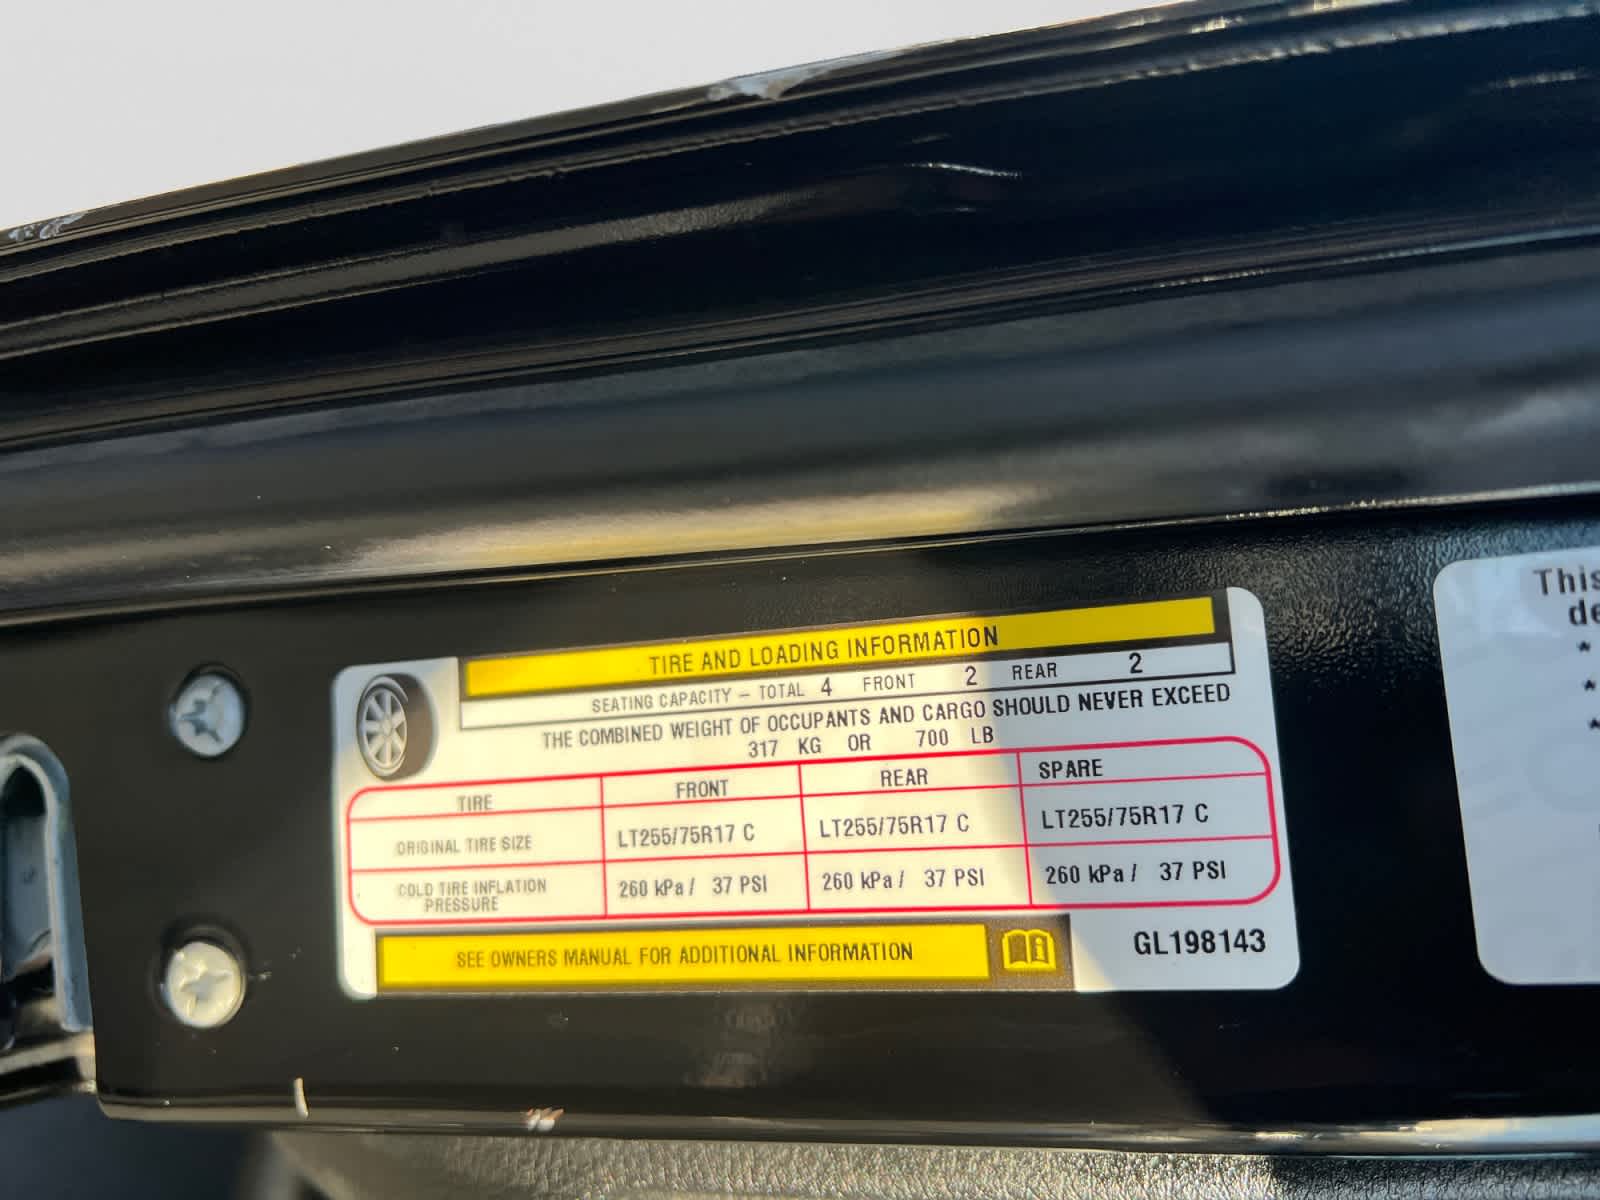 TIRE AND LOADING INFORMATION
SEATING CAPACITY – TOTAL 4 FRONT 2 REAR 2
THE COMBINED WEIGHT OF OCCUPANTS AND CARGO SHOULD NEVER EXCEED
317 KG OR 700 LB
TIRE FRONT REAR SPARE
ORIGINAL TIRE SIZE LT255/75R17 C LT255/75R17 C LT255/75R17 C
COLD TIRE INFLATION
PRESSURE 260 kPa / 37 PSI 260 kPa / 37 PSI 260 kPa / 37 PSI
SEE OWNERS MANUAL FOR ADDITIONAL INFORMATION
GL198143
This
de
*
*
*